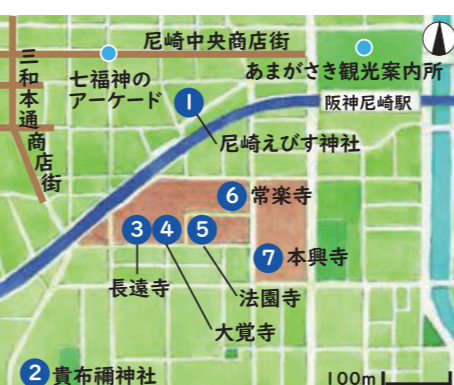 尼崎中央商店街
三和本通商店街
七福神の
アーケード
あまがさき観光案内所
阪神尼崎駅
1
尼崎えびす神社
6 常楽寺
3 4 5
7 本興寺
長遠寺
法園寺
大覚寺
2 貴布禰神社
100m